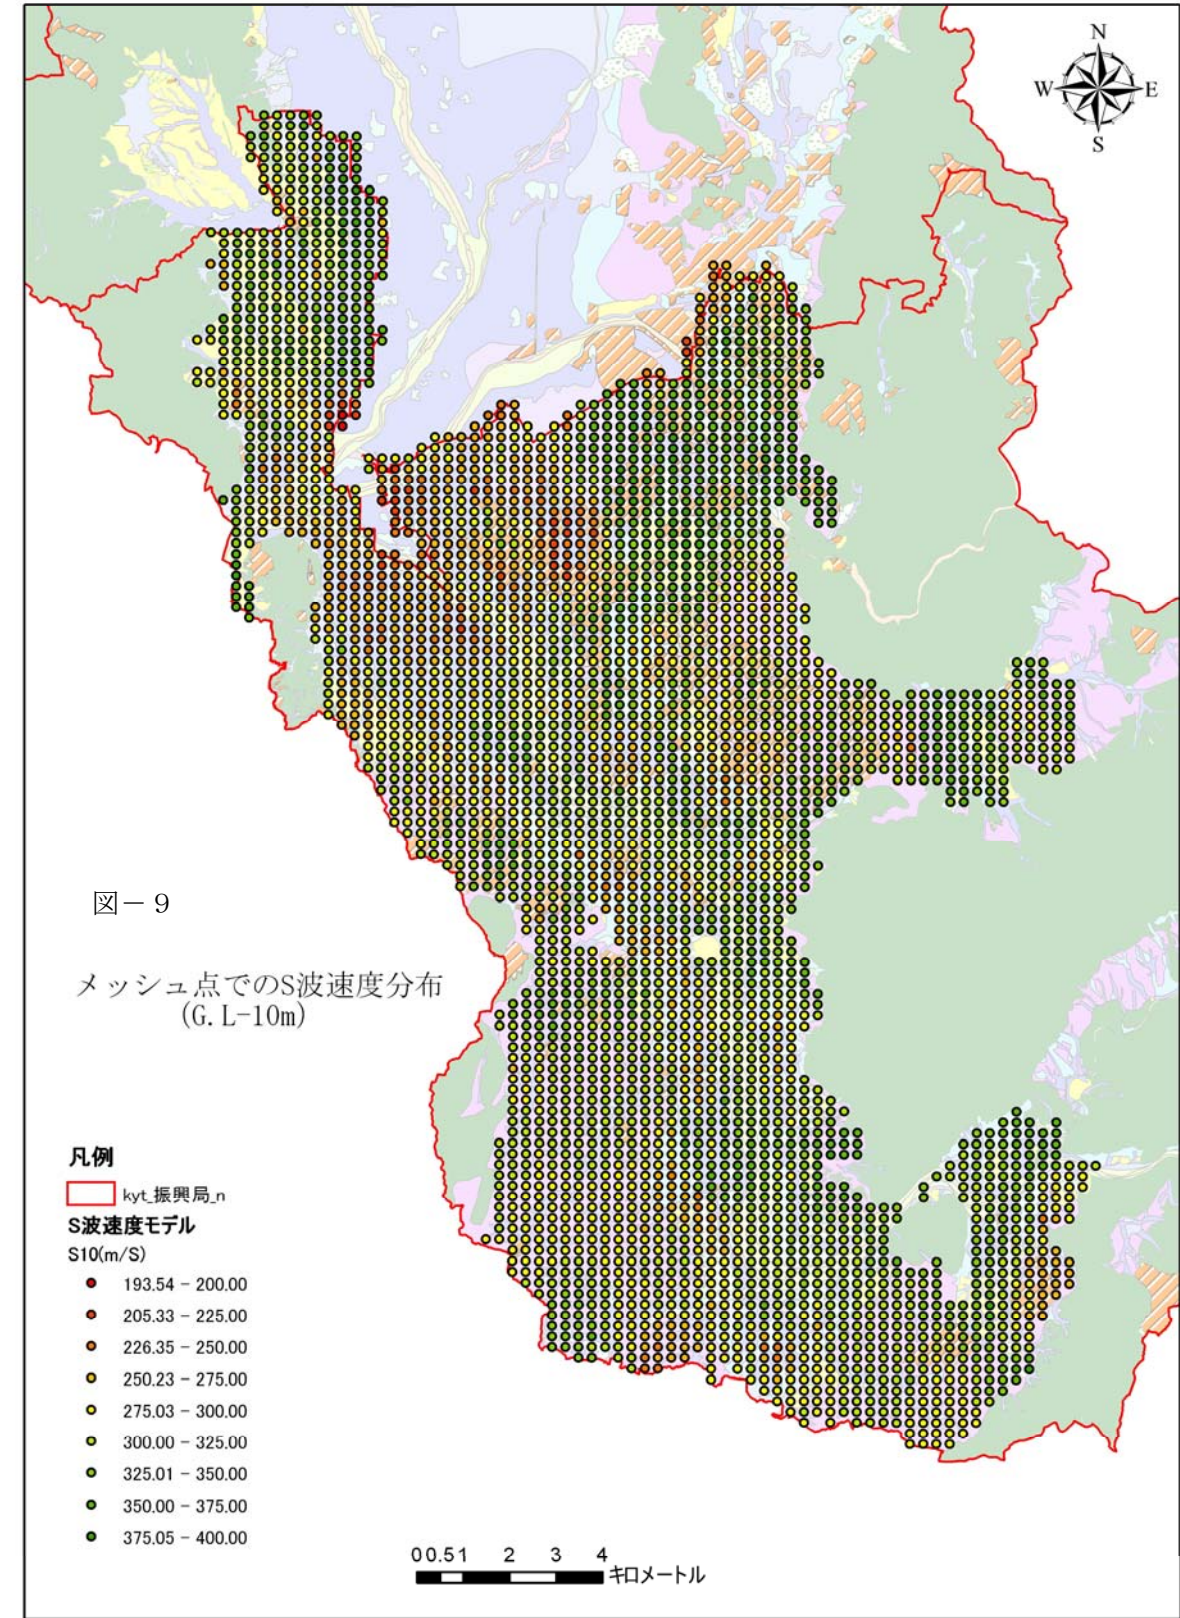 N
W E
S
図－9
メッシュ点でのS波速度分布
(G.L-10m)
凡例
kyt_振興局_n
S波速度モデル
S10(m/S)
193.54 - 200.00
205.33 - 225.00
226.35 - 250.00
250.23 - 275.00
275.03 - 300.00
300.00 - 325.00
325.01 - 350.00
350.00 - 375.00
375.05 - 400.00
0 0.5 1 2 3 4
キロメートル